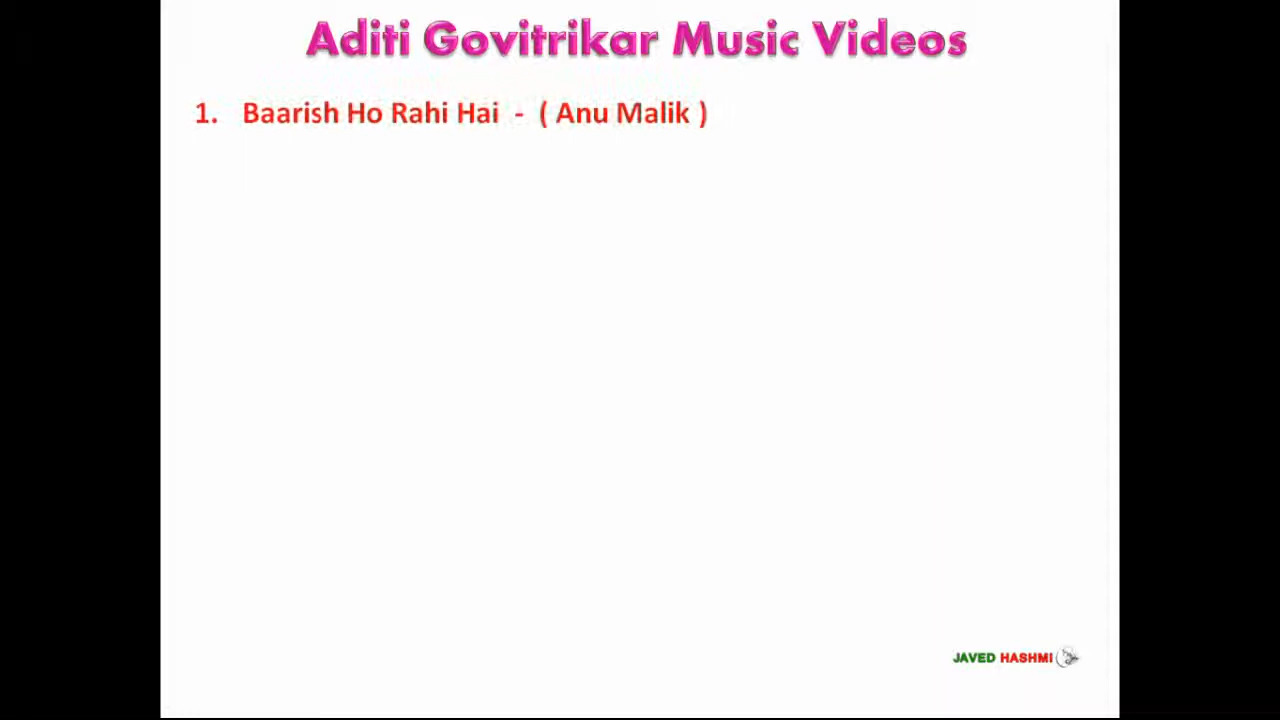 Aditi Govitrikar Music Videos
1. Baarish Ho Rahi Hai - ( Anu Malik )
JAVED HASHMI